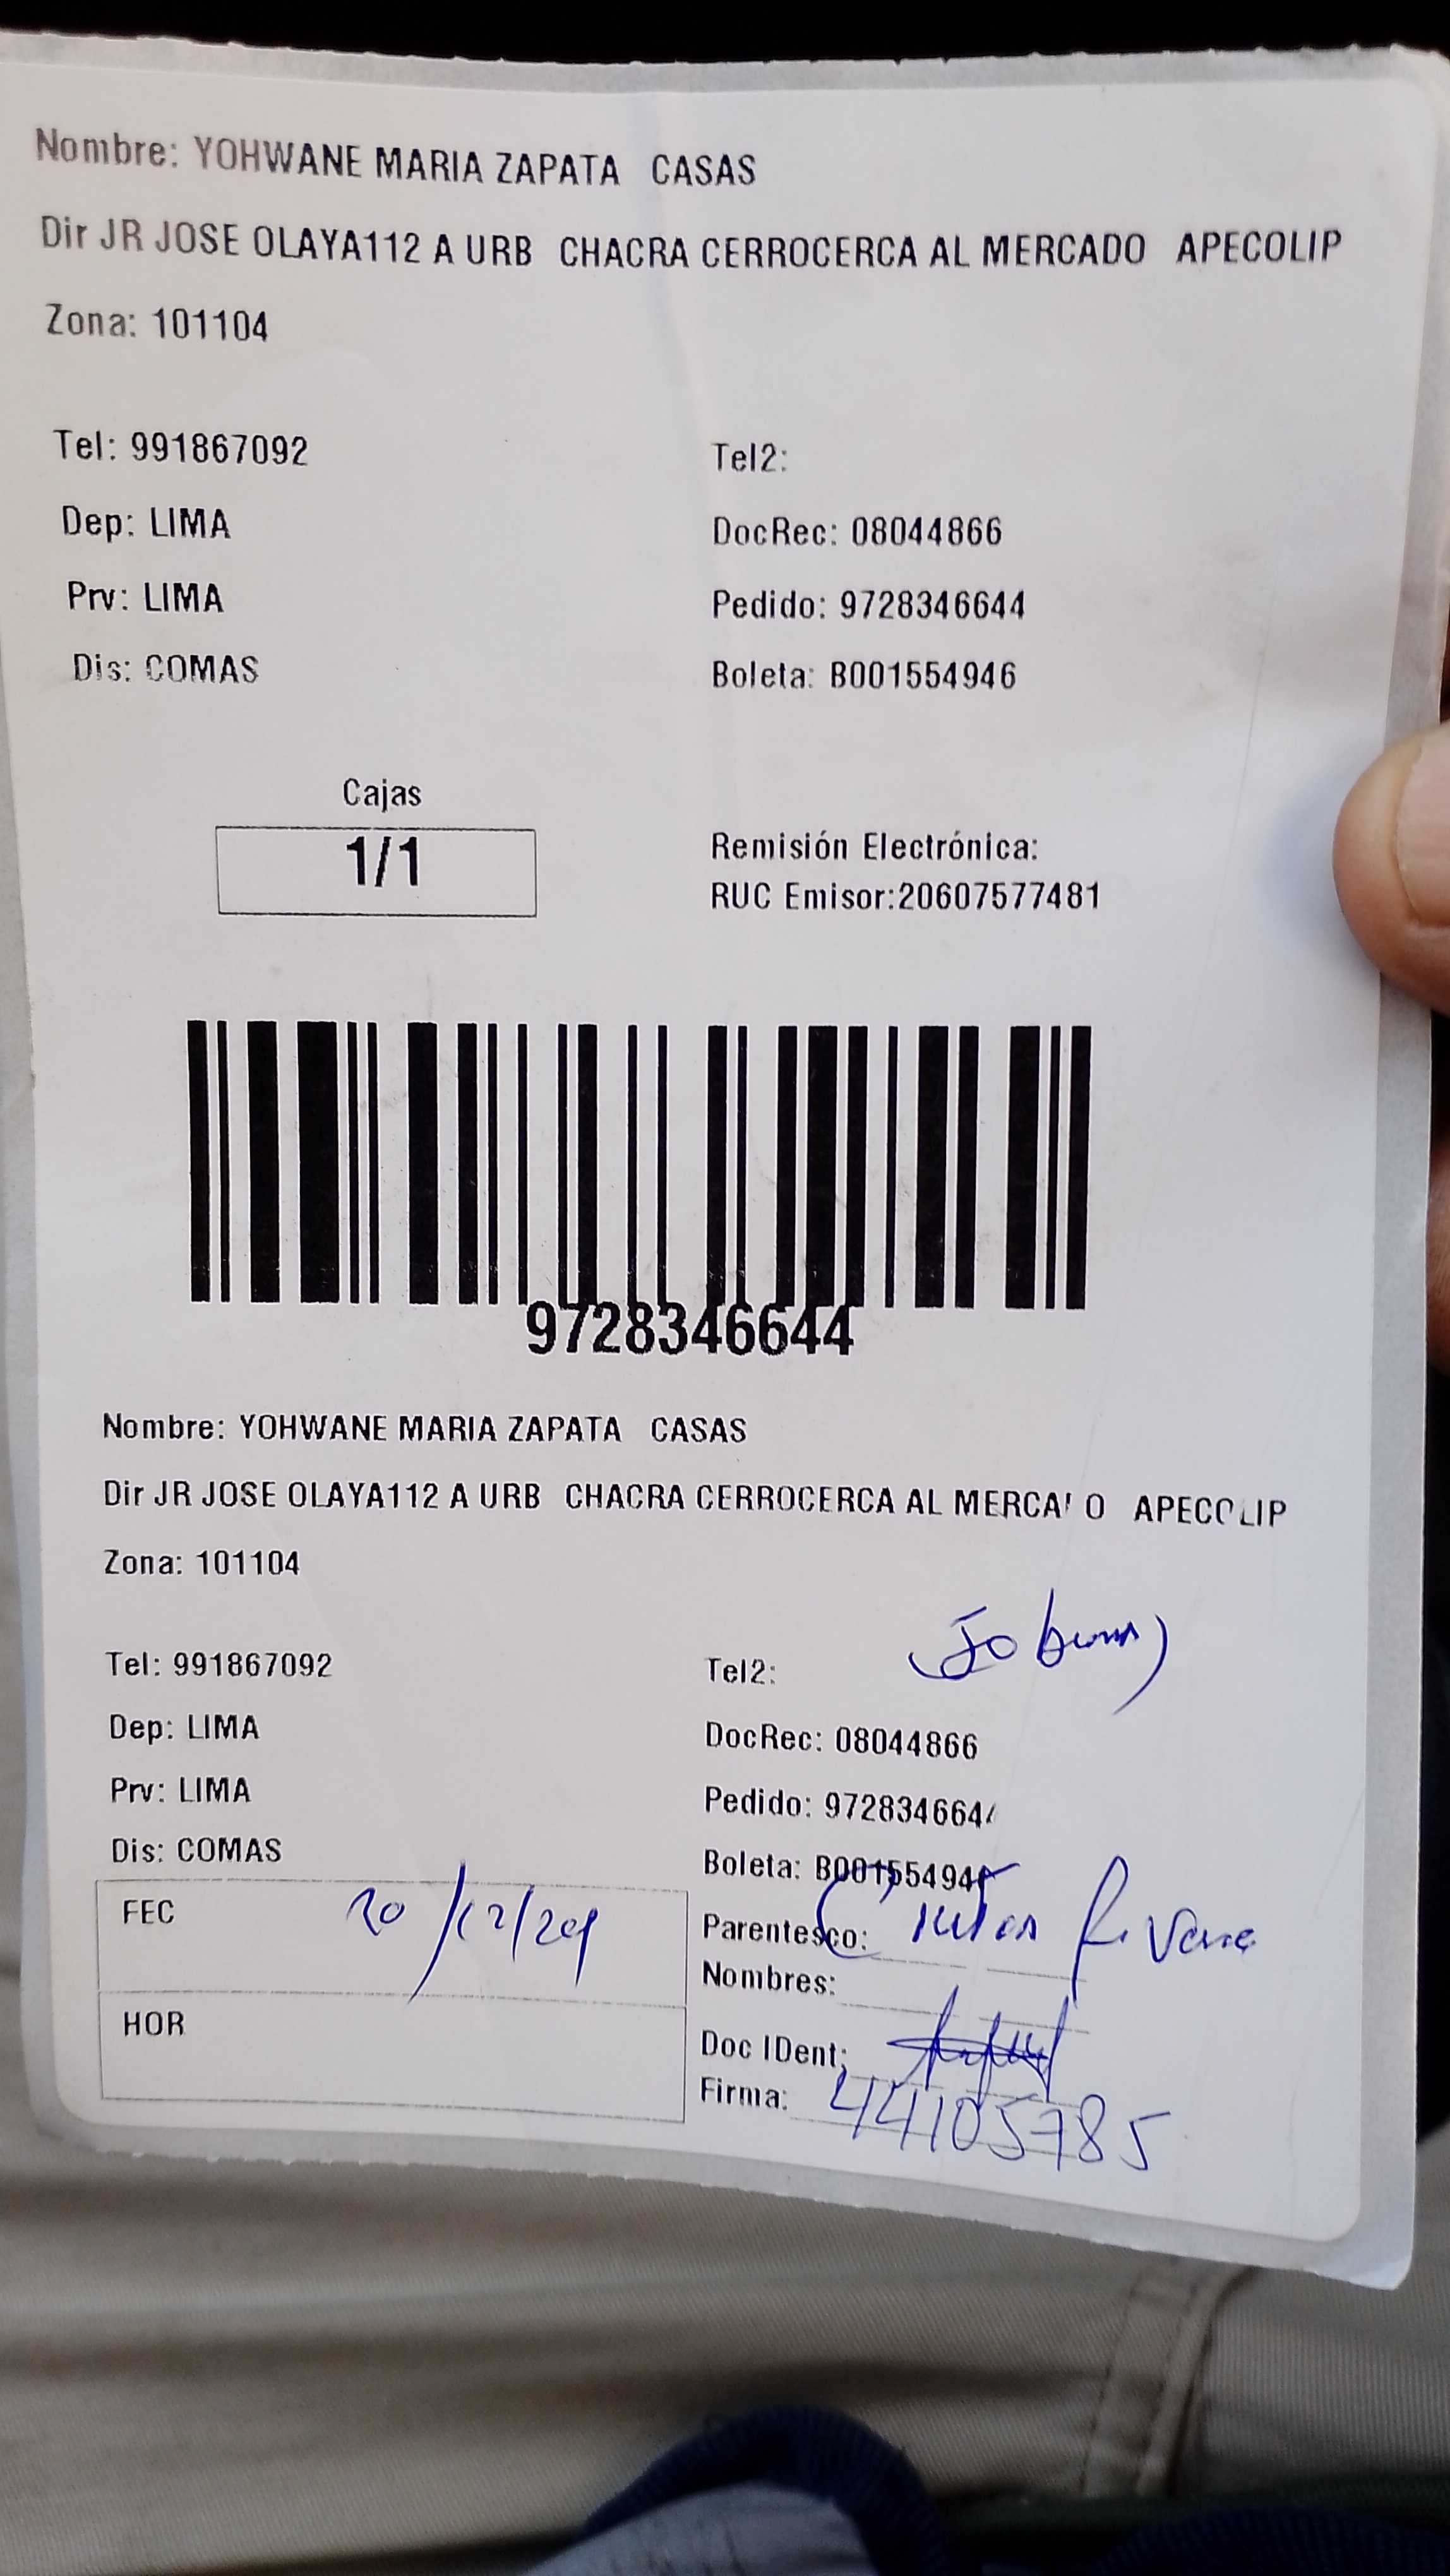 Nombre: YOHWANE MARIA ZAPATA CASAS
Dir JR JOSE OLAYA112 A URB CHACRA CERROCERCA AL MERCADO APECOLIP
Zona: 101104
Tel: 991867092 Tel2:
Dep: LIMA DocRec: 08044866
Prv: LIMA Pedido: 9728346644
Dis: COMAS Boleta: B001554946
Cajas
1/1
Remisión Electrónica:
RUC Emisor:20607577481
9728346644
Nombre: YOHWANE MARIA ZAPATA CASAS
Dir JR JOSE OLAYA112 A URB CHACRA CERROCERCA AL MERCA O APECOLIP
Zona: 101104
Tel: 991867092 Tel2:
Dep: LIMA DocRec: 08044866
Prv: LIMA Pedido: 9728346644
Dis: COMAS Boleta: B001554946
FEC 20/12/24 Parentesco:
Nombres:
HOR Doc IDent:
Firma: 44105785